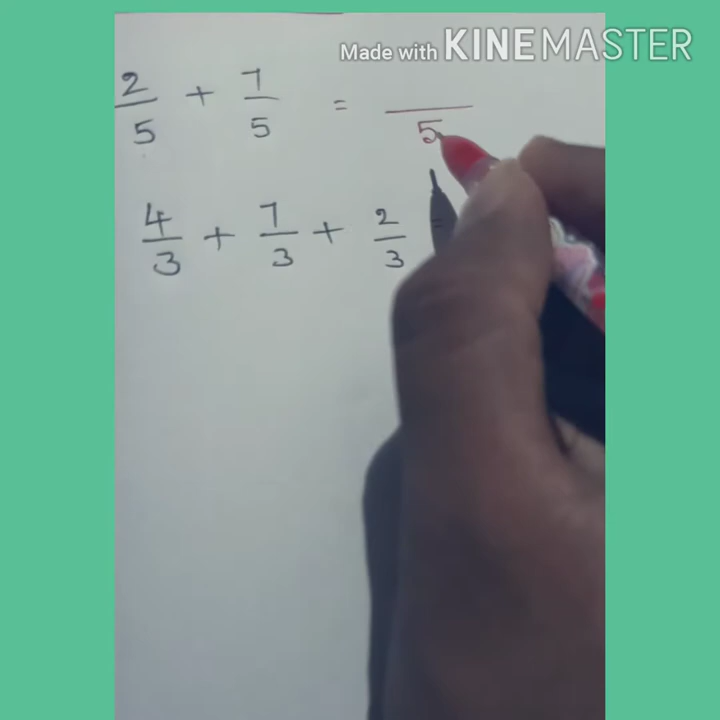 Made with KINEMASTER
2/5 + 7/5 = /5
4/3 + 7/3 + 2/3 =